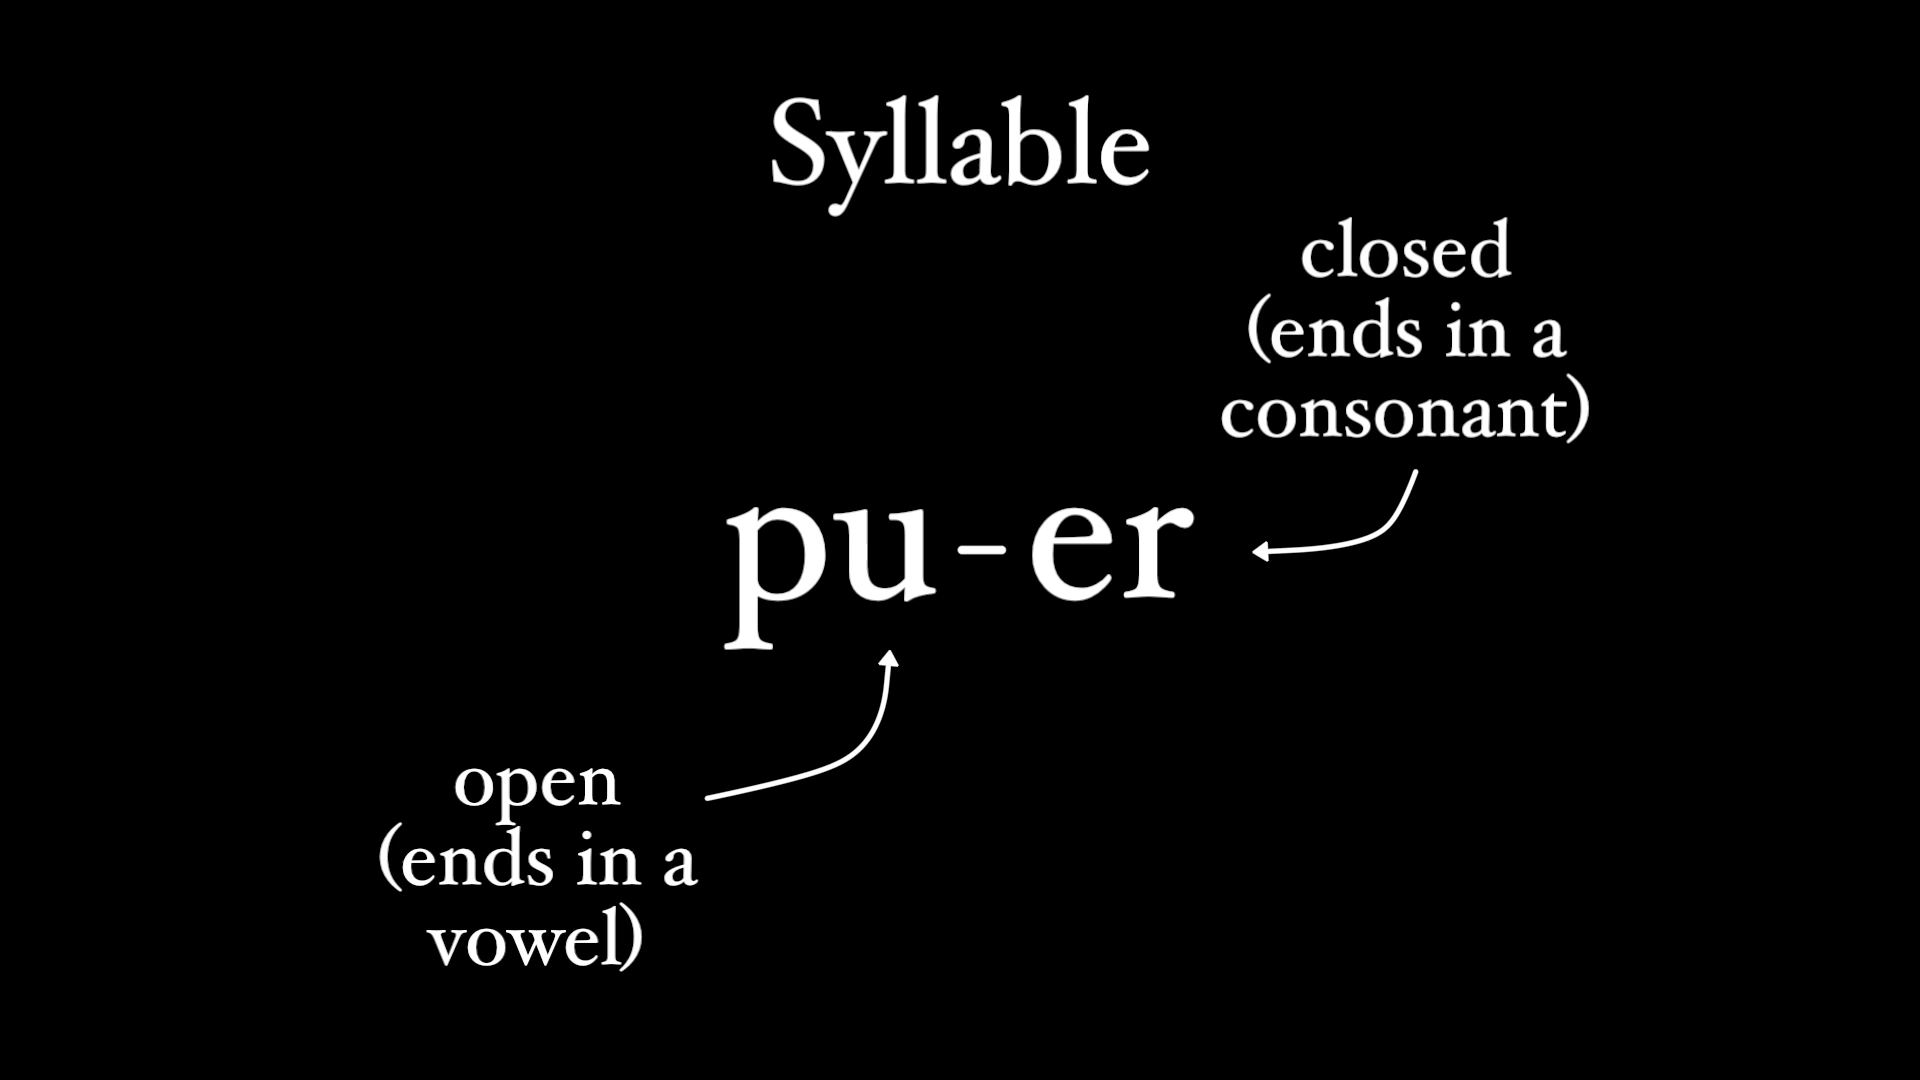 Syllable
closed
(ends in a
consonant)
pu-er
open
(ends in a
vowel)